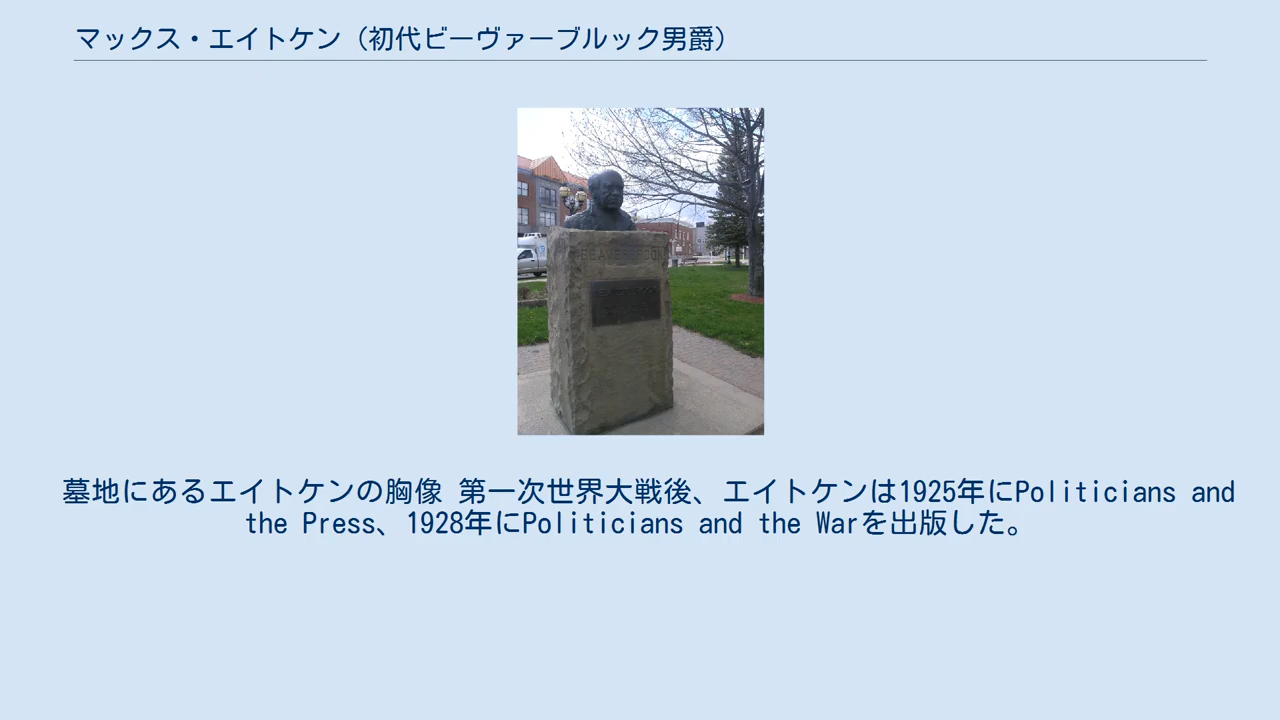 マックス・エイトケン（初代ビーヴァーブルック男爵）
墓地にあるエイトケンの胸像 第一次世界大戦後、エイトケンは1925年にPoliticians and
the Press、1928年にPoliticians and the Warを出版した。